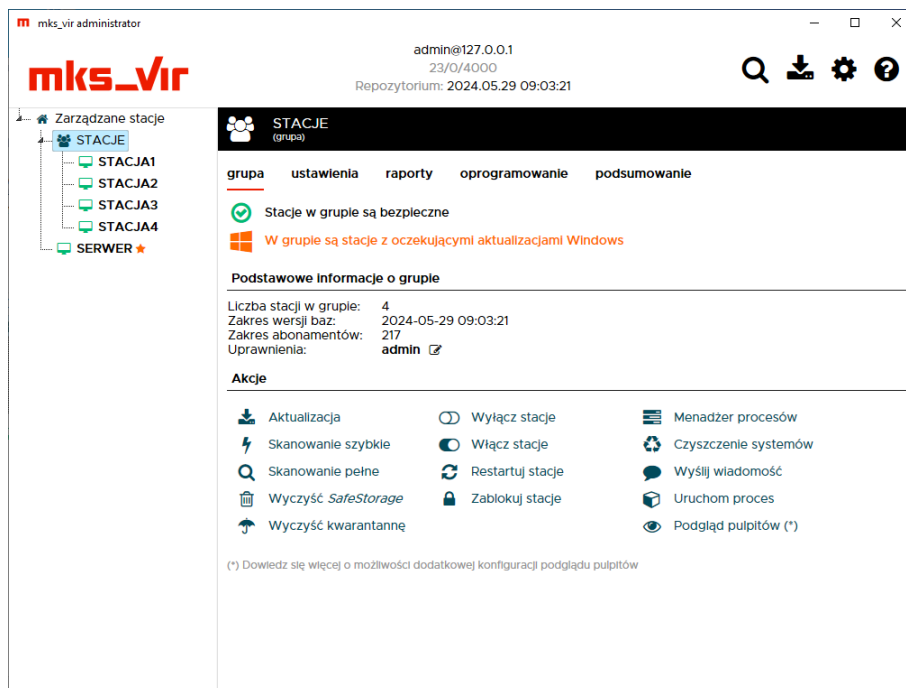 mks_vir administrator
mks_vir
admin@127.0.0.1
23/0/4000
Repozytorium: 2024.05.29 09:03:21
Zarządzane stacje
STACJE
STACJA1
STACJA2
STACJA3
STACJA4
SERWER
STACJE
(grupa)
grupa ustawienia raporty oprogramowanie podsumowanie
Stacje w grupie są bezpieczne
W grupie są stacje z oczekującymi aktualizacjami Windows
Podstawowe informacje o grupie
Liczba stacji w grupie: 4
Zakres wersji baz: 2024-05-29 09:03:21
Zakres abonamentów: 217
Uprawnienia: admin
Akcje
Aktualizacja Wyłącz stacje Menadżer procesów
Skanowanie szybkie Włącz stacje Czyszczenie systemów
Skanowanie pełne Restartuj stacje Wyślij wiadomość
Wyczyść SafeStorage Zablokuj stacje Uruchom proces
Wyczyść kwarantannę Podgląd pulpitów (*)
(*) Dowiedz się więcej o możliwości dodatkowej konfiguracji podglądu pulpitów